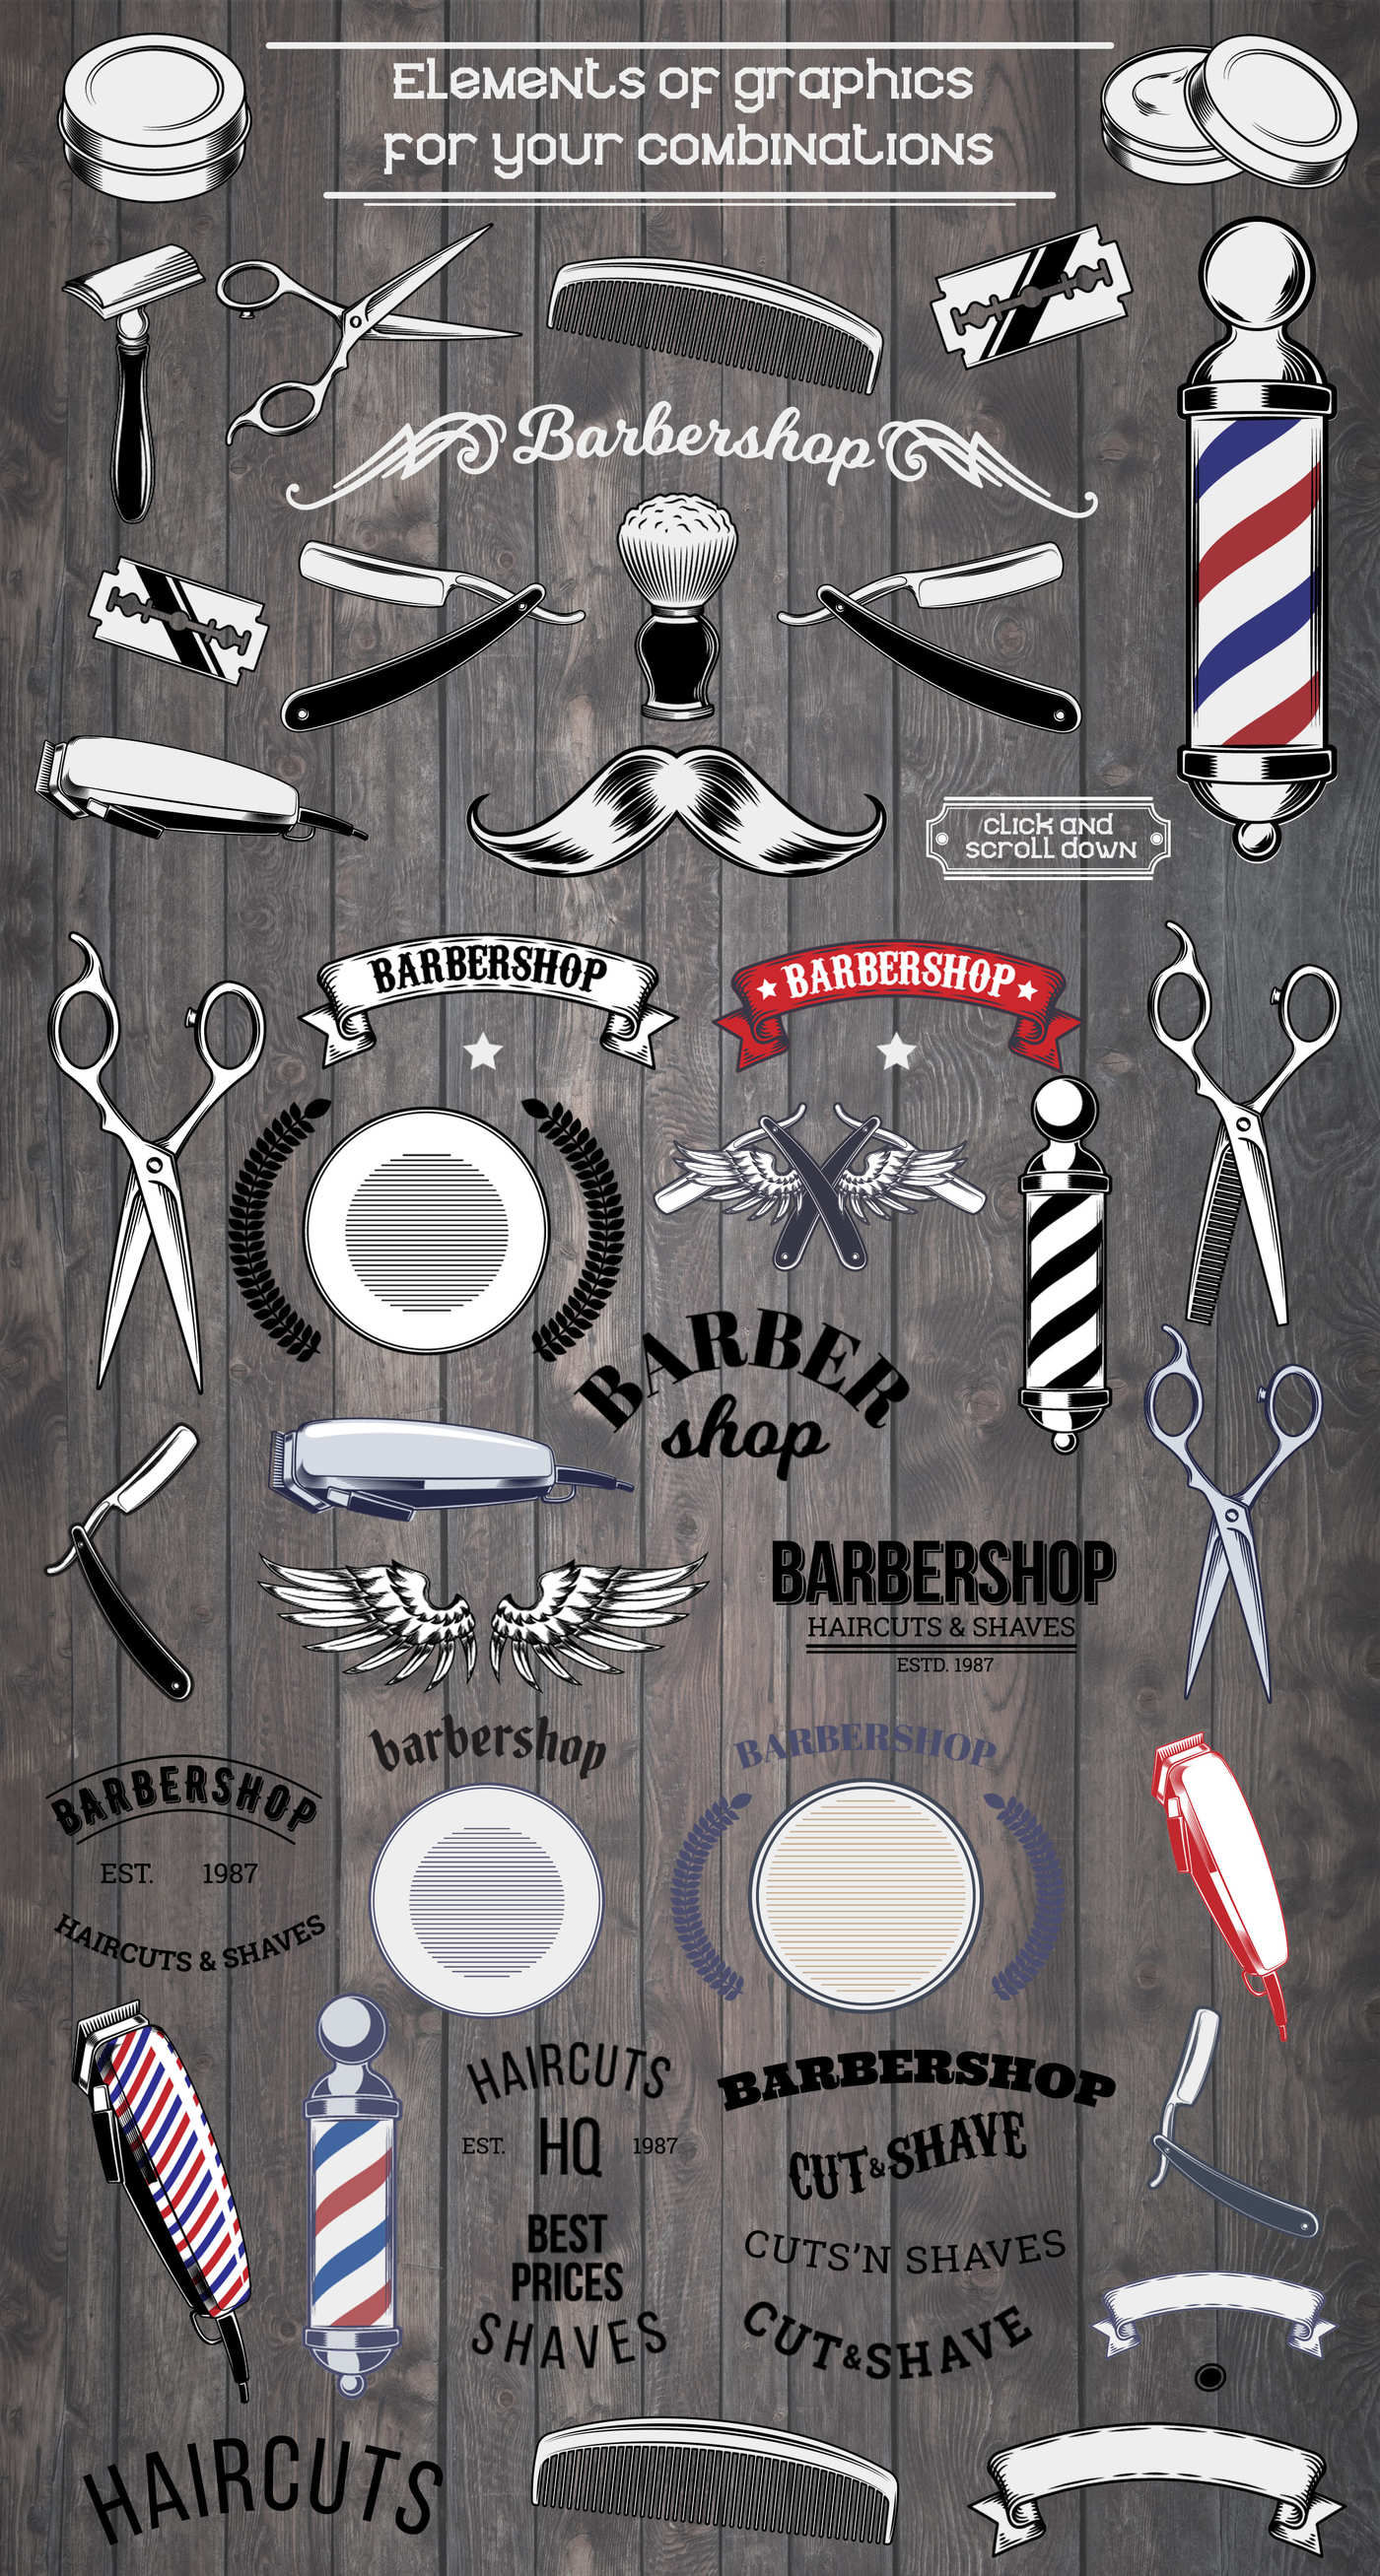 Elements of graphics
for your combinations
Barbershop
click and
scroll down
BARBERSHOP
BARBERSHOP
BARBER
shop
BARBERSHOP
HAIRCUTS & SHAVES
ESTD. 1987
barbershop
BARBERSHOP
BARBERSHOP
EST. 1987
HAIRCUTS & SHAVES
HAIRCUTS
EST. HQ 1987
BEST
PRICES
SHAVES
BARBERSHOP
CUT&SHAVE
CUTS'N SHAVES
CUT&SHAVE
HAIRCUTS